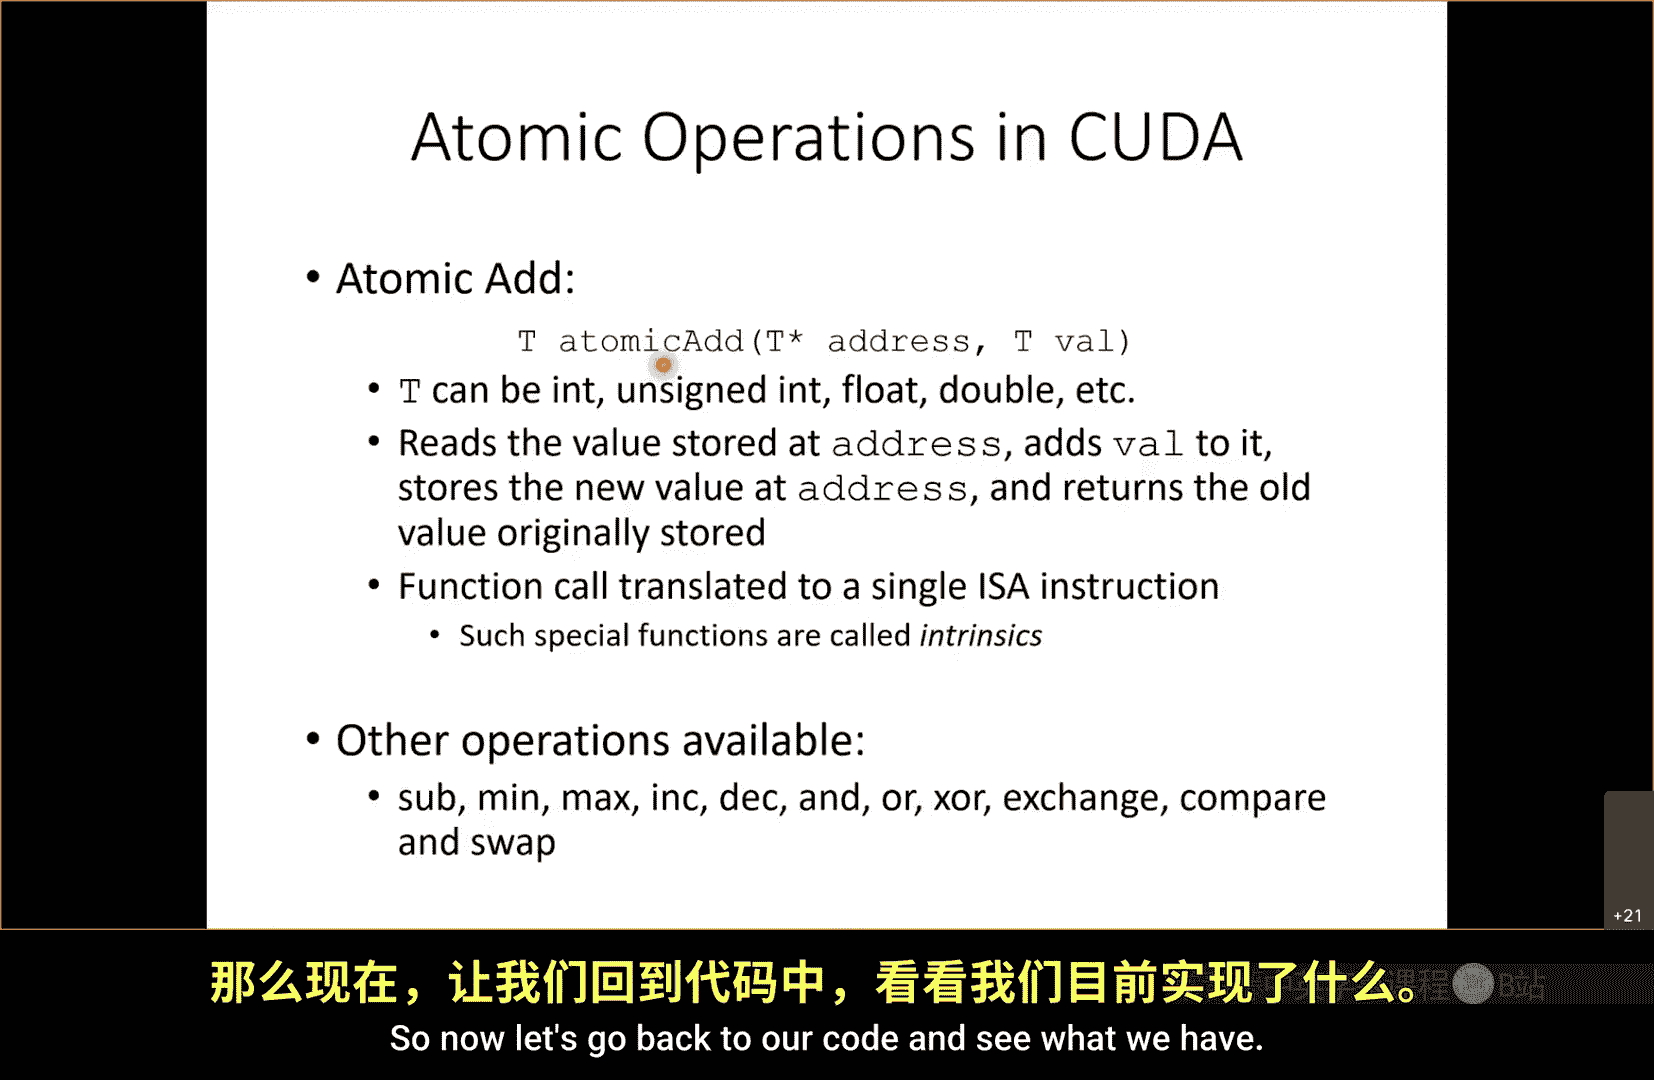 Atomic Operations in CUDA
• Atomic Add:
T atomicAdd(T* address, T val)
• T can be int, unsigned int, float, double, etc.
• Reads the value stored at address, adds val to it,
stores the new value at address, and returns the old
value originally stored
• Function call translated to a single ISA instruction
• Such special functions are called intrinsics
• Other operations available:
• sub, min, max, inc, dec, and, or, xor, exchange, compare
and swap
+21
那么现在，让我们回到代码中，看看我们目前实现了什么。
课程 B站
So now let's go back to our code and see what we have.